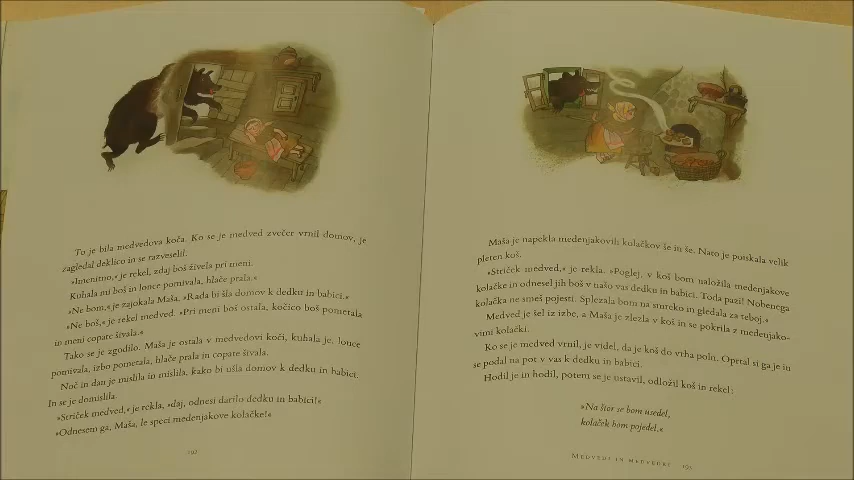 To je bila medvedova koča. Ko se je medved zvečer vrnil domov, je
zagledal deklico in se razveselil.
»Imenitno,« je rekel, zdaj boš živela pri meni.
Kuhala mi boš in lonce pomivala, hlače prala.«
»Ne bom,« je zajokala Maša, »Rada bi šla domov k dedku in babici.«
»Ne boš,« je rekel medved. »Pri meni boš ostala, kočico boš pometala
in meni copate šivala.«
Tako se je zgodilo. Maša je ostala v medvedovi koči, kuhala je, lonce
pomivala, izbo pometala, hlače prala in copate šivala.
Noč in dan je mislila in mislila, kako bi ušla domov k dedku in babici.
In se je domislila.
»Striček medved,« je rekla, »daj, odnesi darilo dedku in babici!«
»Odnesem ga, Maša, le speci medenjakove kolačke!«
192
Maša je napekla medenjakovih kolačkov še in še. Nato je poiskala velik
pleten koš.
»Striček medved,« je rekla. »Poglej, v koš bom naložila medenjakove
kolačke in odnesel jih boš v našo vas dedku in babici. Toda pazi! Nobenega
kolačka ne smeš pojesti. Splezala bom na smreko in gledala za teboj.«
Medved je šel iz izbe, a Maša je zlezla v koš in se pokrila z medenjako-
vimi kolački.
Ko se je medved vrnil, je videl, da je koš do vrha poln. Oprtal si ga je in
se podal na pot v vas k dedku in babici.
Hodil je in hodil, potem se je ustavil, odložil koš in rekel:
»Na štor se bom usedel,
kolaček bom pojedel.«
MEDVEDI IN MEDVEDKI 193